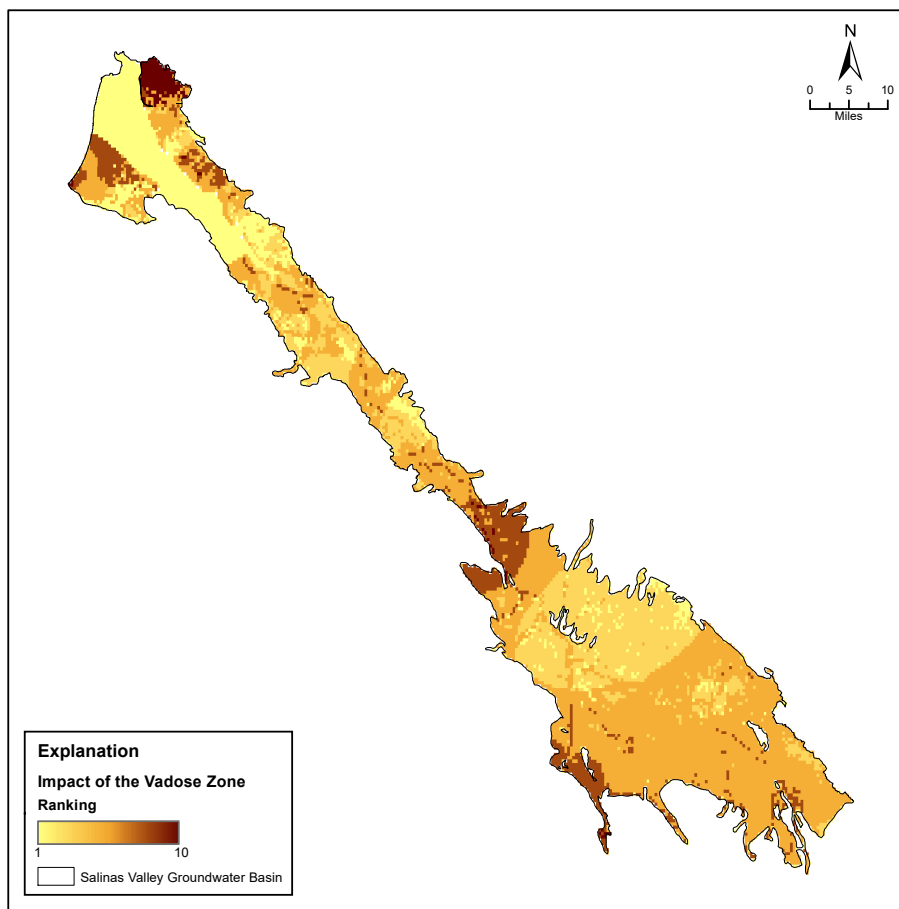 N
0 5 10
Miles
Explanation
Impact of the Vadose Zone
Ranking
1 10
Salinas Valley Groundwater Basin